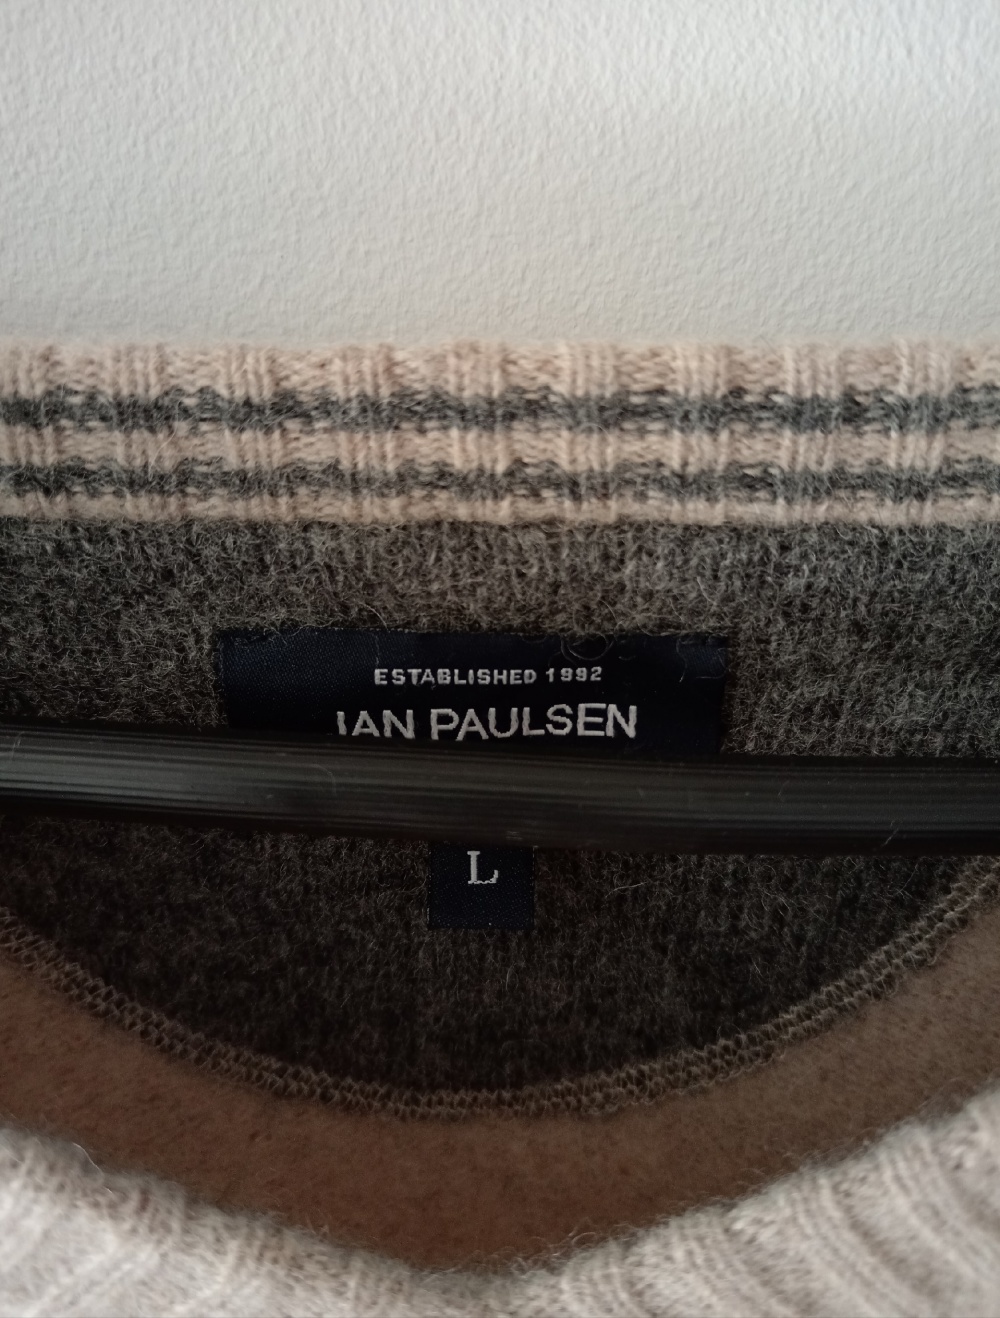 ESTABLISHED 1992
IAN PAULSEN
L